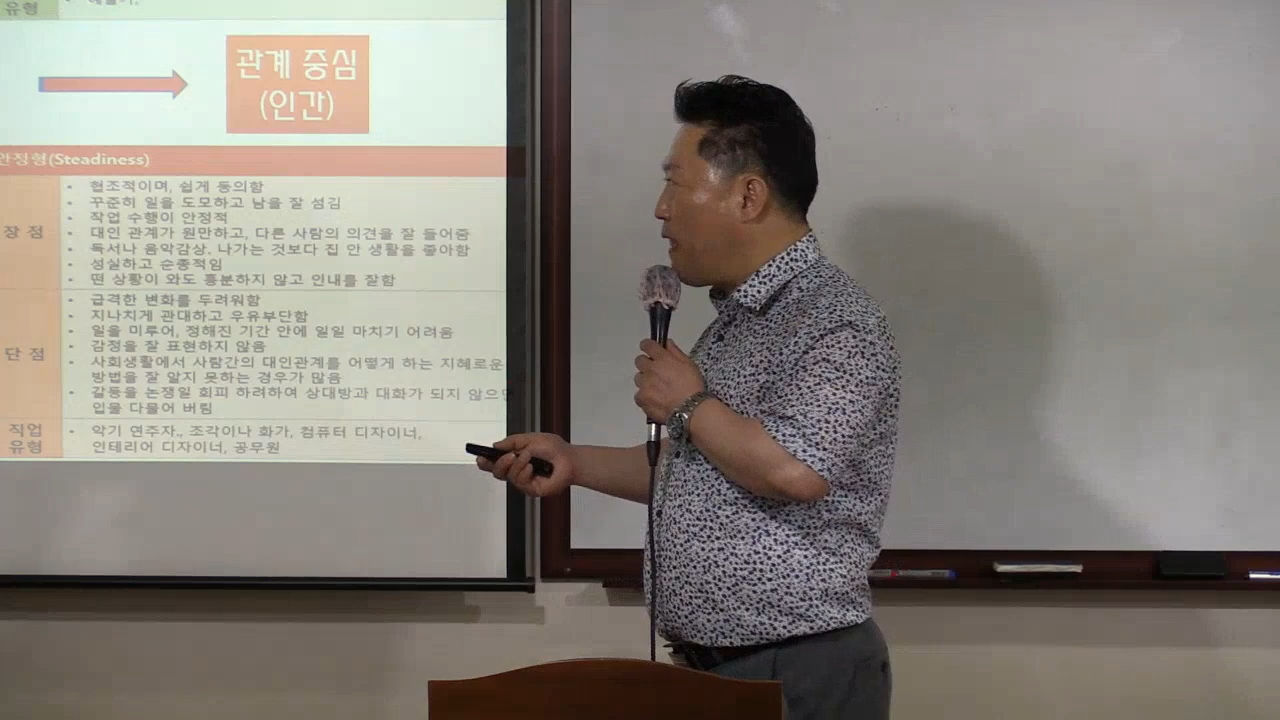 유형
관계 중심
(인간)
안정형(Steadiness)
장 점
• 협조적이며, 쉽게 동의함
• 꾸준히 일을 도모하고 남을 잘 섬김
• 작업 수행이 안정적
• 대인 관계가 원만하고, 다른 사람의 의견을 잘 들어줌
• 독서나 음악감상, 나가는 것보다 집 안 생활을 좋아함
• 성실하고 순종적임
• 떤 상황이 와도 흥분하지 않고 인내를 잘함
단 점
• 급격한 변화를 두려워함
• 지나치게 관대하고 우유부단함
• 일을 미루어, 정해진 기간 안에 일일 마치기 어려움
• 감정을 잘 표현하지 않음
• 사회생활에서 사람간의 대인관계를 어떻게 하는 지혜로운
방법을 잘 알지 못하는 경우가 많음
• 갈등을 논쟁일 회피 하려하여 상대방과 대화가 되지 않으면
입물 다물어 버림
직업
유형
• 악기 연주자., 조각이나 화가, 컴퓨터 디자이너,
인테리어 디자이너, 공무원